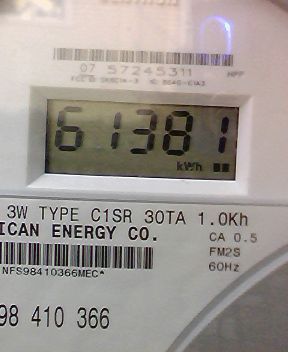 07 57245311 HPF
61381
kWh
3W TYPE C1SR 30TA 1.0Kh
ICAN ENERGY CO. CA 0.5
FM2S
NFS98410366MEC* 60Hz
98 410 366